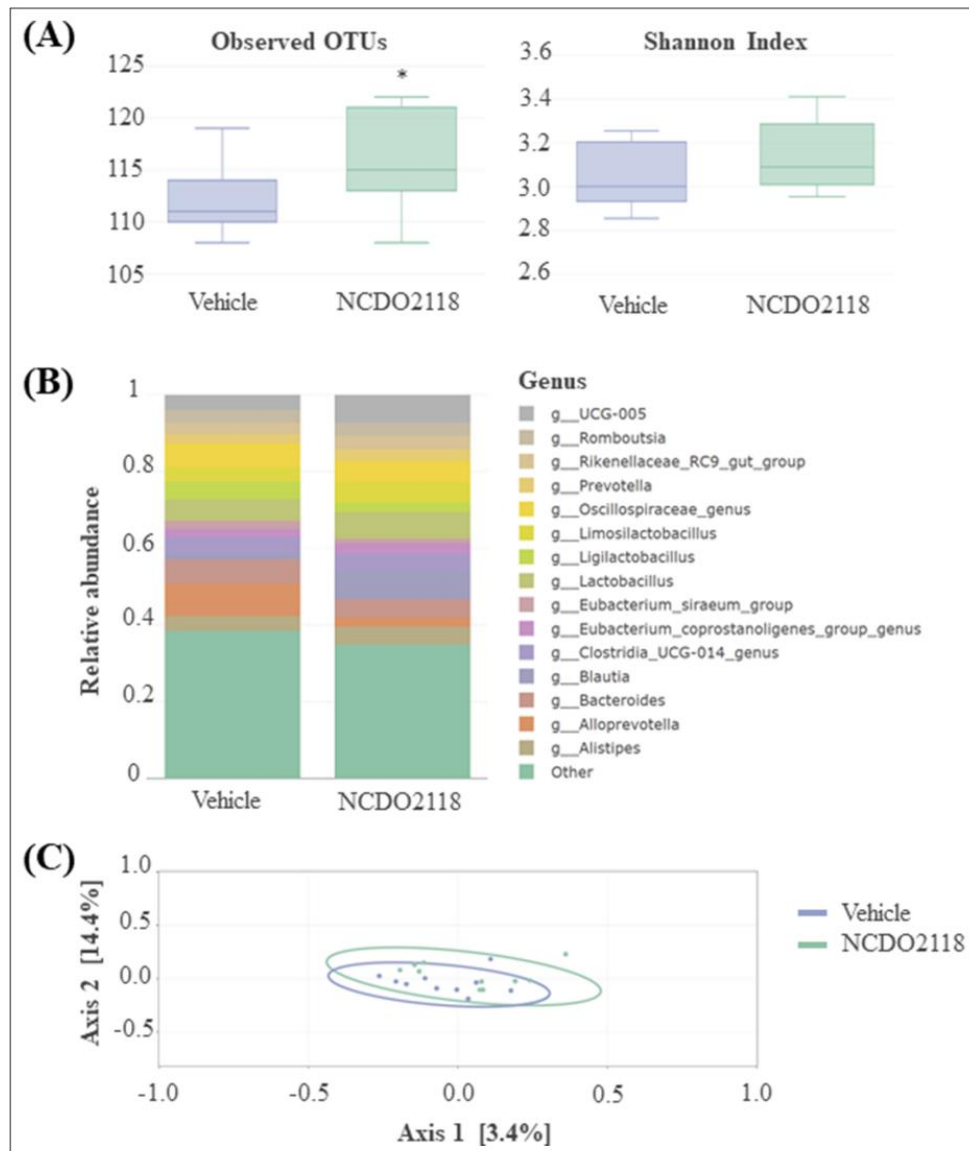 (A)
Observed OTUs
Shannon Index
125
120
115
110
105
*
Vehicle
NCDO2118
3.6
3.4
3.2
3.0
2.8
2.6
Vehicle
NCDO2118
(B)
Relative abundance
1
0.8
0.6
0.4
0.2
0
Vehicle
NCDO2118
Genus
g__UCG-005
g__Romboutsia
g__Rikenellaceae_RC9_gut_group
g__Prevotella
g__Oscillospiraceae_genus
g__Limosilactobacillus
g__Ligilactobacillus
g__Lactobacillus
g__Eubacterium_siraeum_group
g__Eubacterium_coprostanoligenes_group_genus
g__Clostridia_UCG-014_genus
g__Blautia
g__Bacteroides
g__Alloprevotella
g__Alistipes
Other
(C)
Axis 2 [14.4%]
1.0
0.5
0.0
-0.5
-1.0
-0.5
0.0
0.5
1.0
Axis 1 [3.4%]
Vehicle
NCDO2118